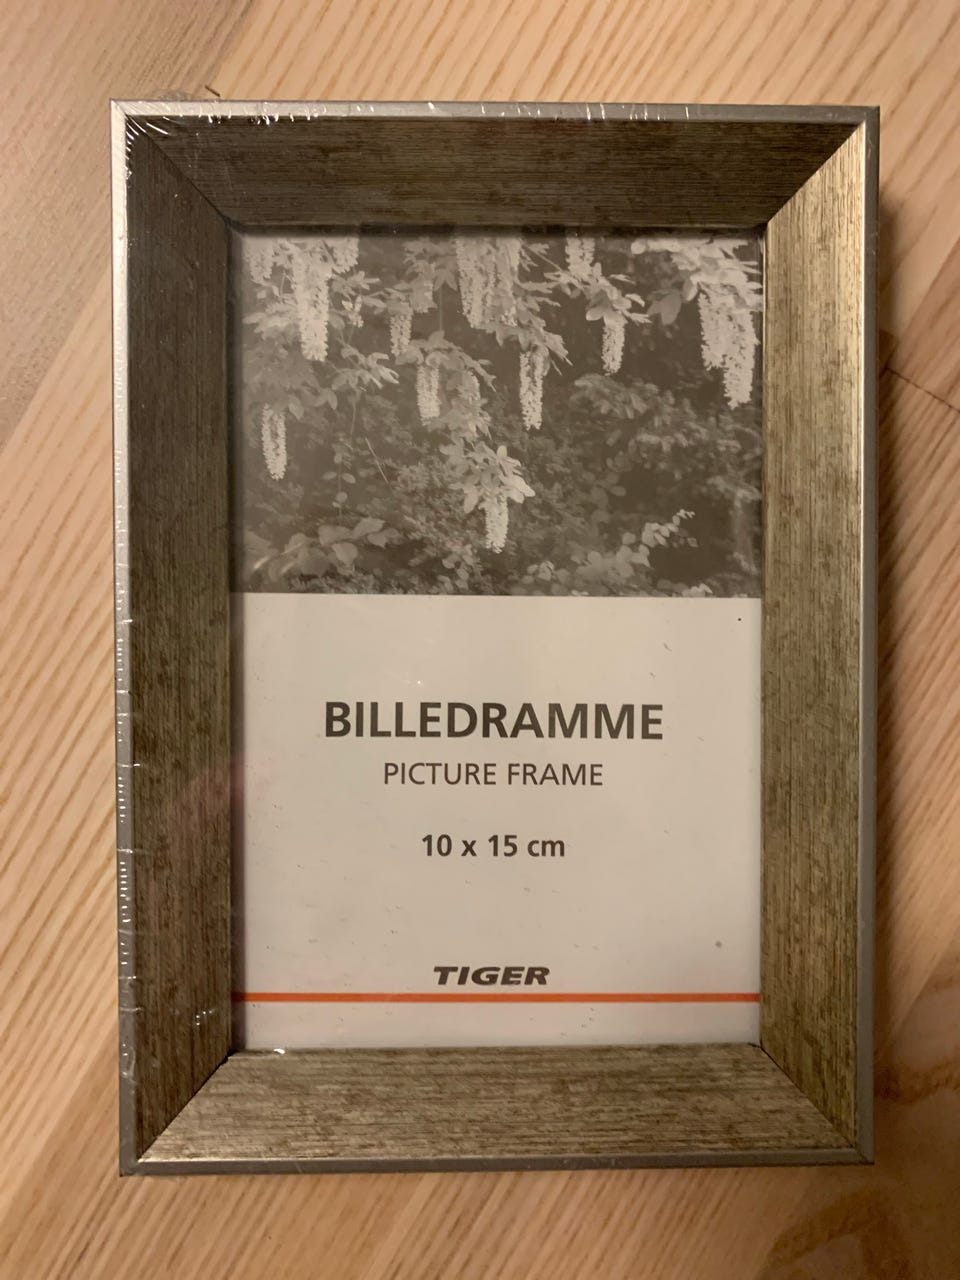 BILLEDRAMME
PICTURE FRAME
10 x 15 cm
TIGER